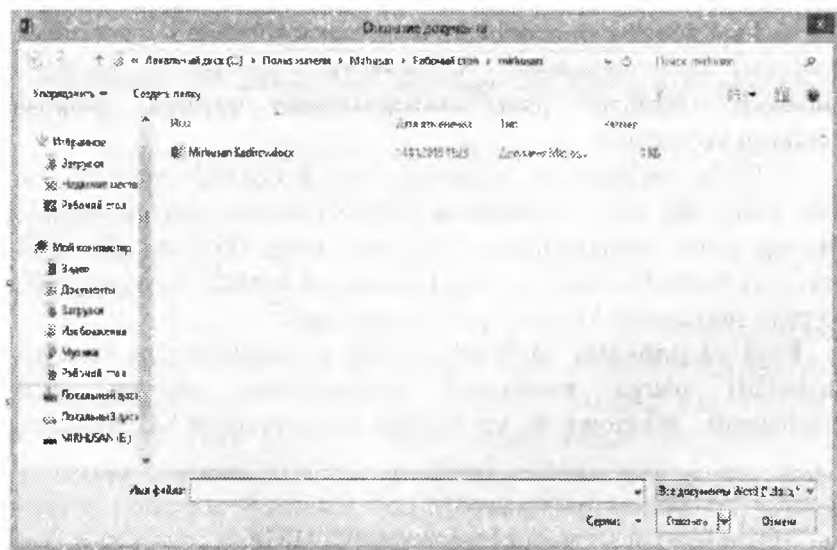 Открытие документа
« Локальный диск (C:) ▸ Пользователи ▸ Mirhusan ▸ Рабочий стол ▸ mirhusan
Упорядочить Создать папку
Имя Дата изменения Тип Размер
Избранное
Mirhusan Kadirov.docx
Загрузки
Недавние места
Рабочий стол
Мой компьютер
Видео
Документы
Загрузки
Изображения
Музыка
Рабочий стол
Локальный диск
Локальный диск
MIRHUSAN (E:)
Имя файла: Все документы Word (*.docx,*
Сервис Открыть Отмена